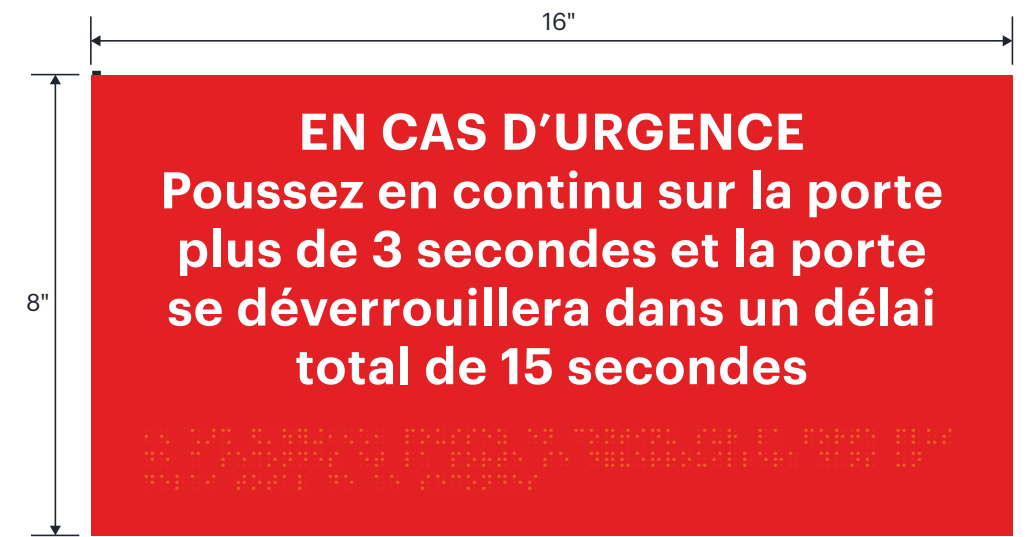 16"
8"
EN CAS D’URGENCE
Poussez en continu sur la porte
plus de 3 secondes et la porte
se déverrouillera dans un délai
total de 15 secondes